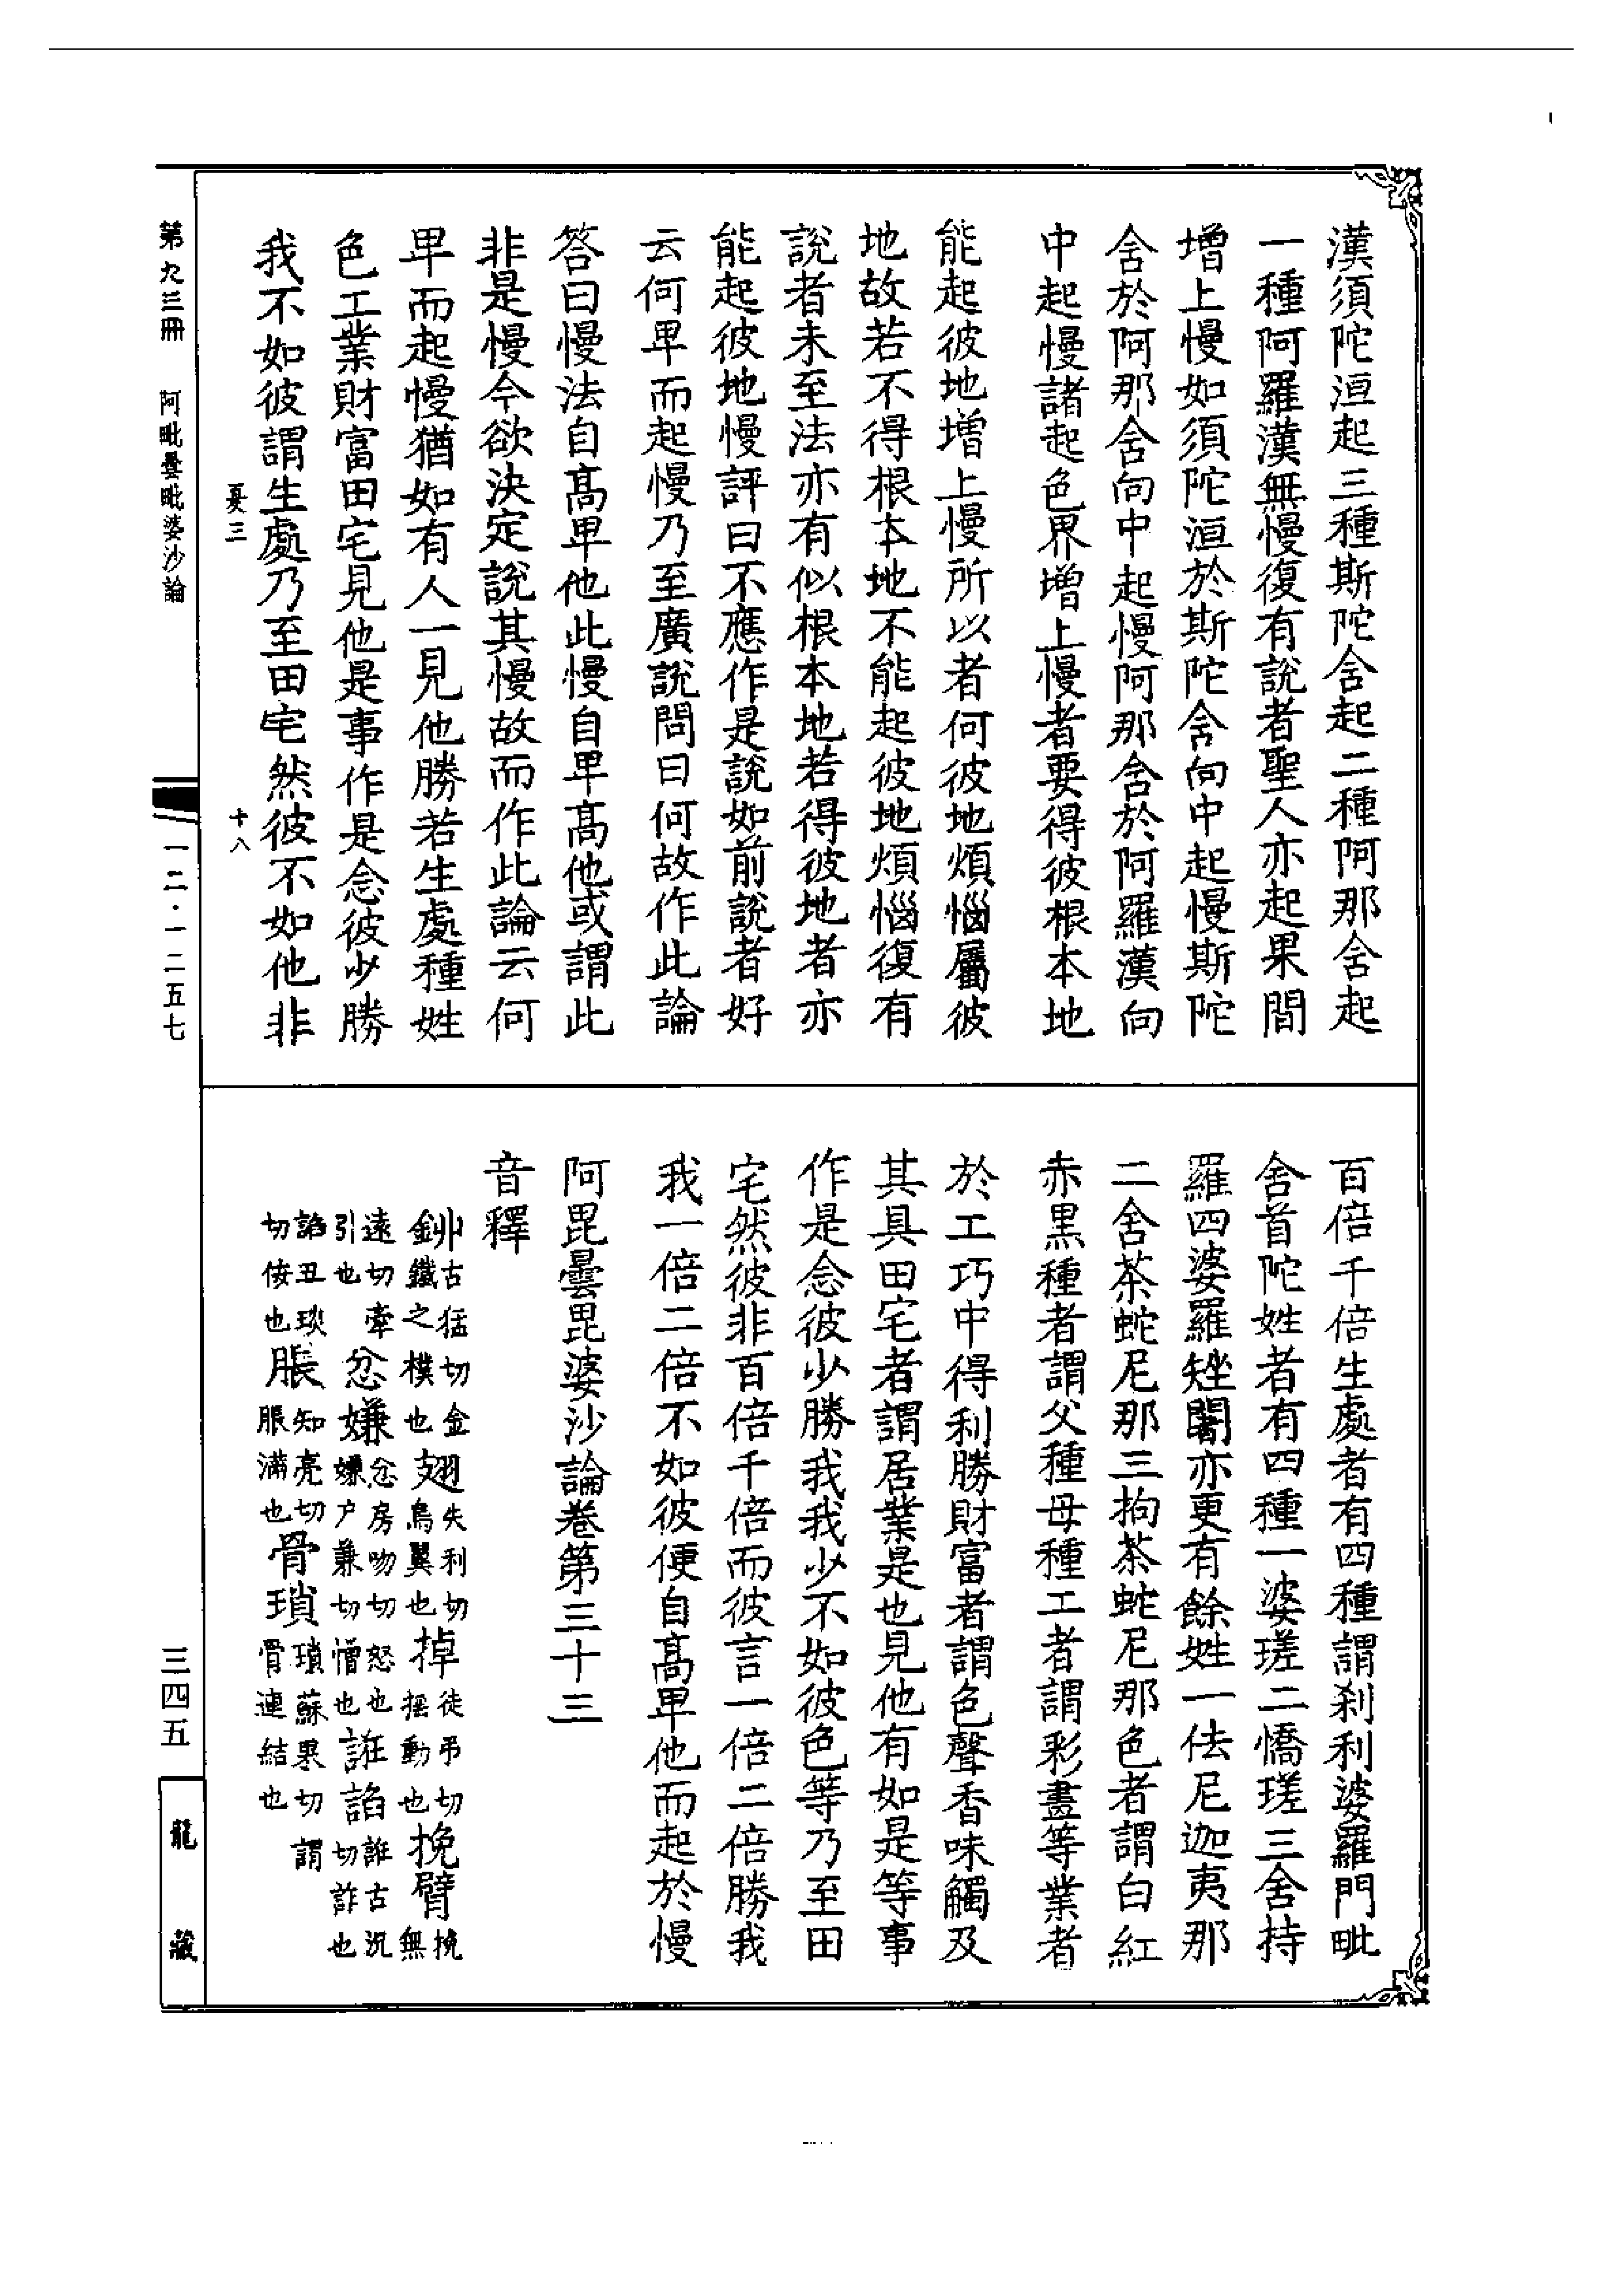 漢須陀洹起三種斯陀含起二種阿那含起
一種阿羅漢無慢復有説者聖人亦起果間
增上慢如須陀洹於斯陀含向中起慢斯陀
含於阿那含向中起慢阿那含於阿羅漢向
中起慢諸起色界增上慢者要得彼根本地
能起彼地增上慢所以者何彼地煩惱屬彼
地故若不得根本地不能起彼地煩惱復有
説者未至法亦有似根本地若得彼地者亦
能起彼地慢評曰不應作是説如前説者好
云何卑而起慢乃至廣説問曰何故作此論
答曰慢法自高卑他此慢自卑高他或謂此
非是慢今欲決定説其慢故而作此論云何
卑而起慢猶如有人一見他勝若生處種姓
色工業財富田宅見他是事作是念彼少勝
我不如彼謂生處乃至田宅然彼不如他非
百倍千倍生處者有四種謂刹利婆羅門毗
舍首陀姓者有四種一婆瑳二憍瑳三舍持
羅四婆羅矬闍亦更有餘姓一佉尼迦夷那
二舍茶蛇尼那三拘茶蛇尼那色者謂白紅
赤黑種者謂父種母種工者謂彩畫等業者
於工巧中得利勝財富者謂色聲香味觸及
其具田宅者謂居業是也見他有如是等事
作是念彼少勝我我少不如彼色等乃至田
宅然彼非百倍千倍而彼言一倍二倍勝我
我一倍二倍不如彼便自高卑他而起於慢
阿毘曇毘婆沙論卷第三十三
音釋
鉚古猛切金鉚鐵之樸也翅失利切鳥翼也掉徒弔切搖動也挽臂挽無
遠切牽引也忿嫌忿房吻切怒也嫌户兼切憎也誑諂誑古況切詐也
諂丑琰切佞也脹知亮切脹滿也骨瑣瑣蘇果切謂骨連結也
第九三冊 阿毗曇毗婆沙論
憂三 十八
一二·一二五七
三四五
龍藏